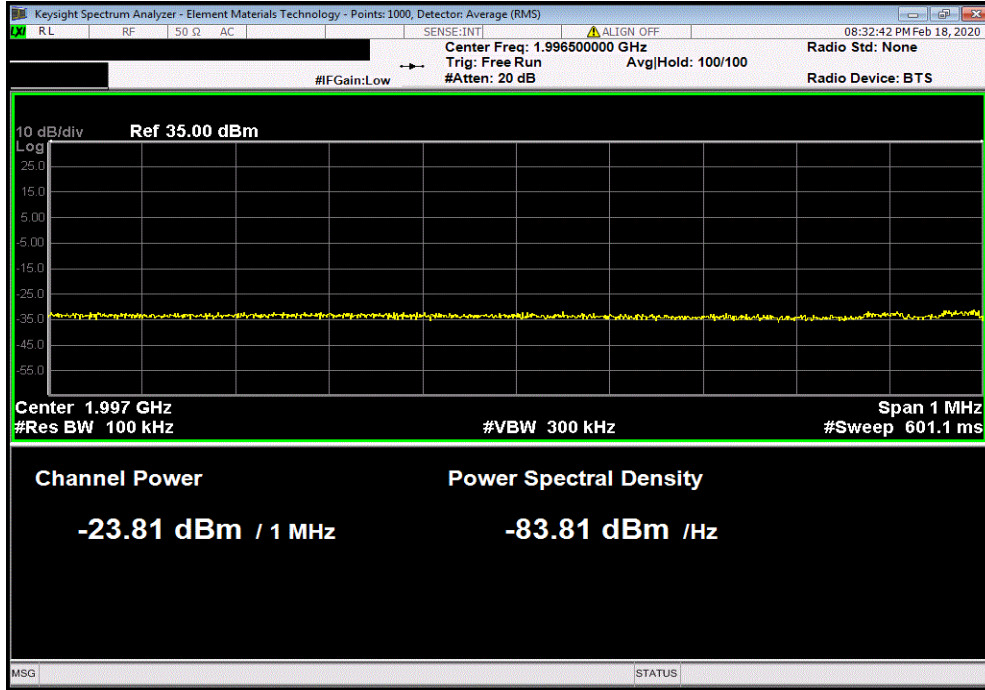 Keysight Spectrum Analyzer - Element Materials Technology - Points: 1000, Detector: Average (RMS)
LXI RL RF 50 Ω AC SENSE:INT ALIGN OFF 08:32:42 PM Feb 18, 2020
Center Freq: 1.996500000 GHz Radio Std: None
Trig: Free Run Avg|Hold: 100/100
#IFGain:Low #Atten: 20 dB Radio Device: BTS
10 dB/div Ref 35.00 dBm
Log
25.0
15.0
5.00
-5.00
-15.0
-25.0
-35.0
-45.0
-55.0
Center 1.997 GHz Span 1 MHz
#Res BW 100 kHz #VBW 300 kHz #Sweep 601.1 ms
Channel Power Power Spectral Density
-23.81 dBm / 1 MHz -83.81 dBm /Hz
MSG STATUS